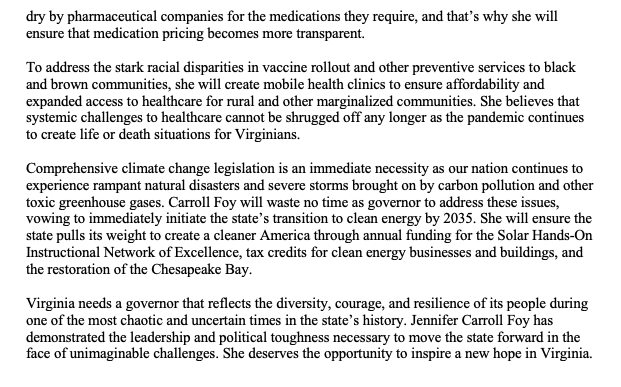 dry by pharmaceutical companies for the medications they require, and that’s why she will
ensure that medication pricing becomes more transparent.
To address the stark racial disparities in vaccine rollout and other preventive services to black
and brown communities, she will create mobile health clinics to ensure affordability and
expanded access to healthcare for rural and other marginalized communities. She believes that
systemic challenges to healthcare cannot be shrugged off any longer as the pandemic continues
to create life or death situations for Virginians.
Comprehensive climate change legislation is an immediate necessity as our nation continues to
experience rampant natural disasters and severe storms brought on by carbon pollution and other
toxic greenhouse gases. Carroll Foy will waste no time as governor to address these issues,
vowing to immediately initiate the state’s transition to clean energy by 2035. She will ensure the
state pulls its weight to create a cleaner America through annual funding for the Solar Hands-On
Instructional Network of Excellence, tax credits for clean energy businesses and buildings, and
the restoration of the Chesapeake Bay.
Virginia needs a governor that reflects the diversity, courage, and resilience of its people during
one of the most chaotic and uncertain times in the state’s history. Jennifer Carroll Foy has
demonstrated the leadership and political toughness necessary to move the state forward in the
face of unimaginable challenges. She deserves the opportunity to inspire a new hope in Virginia.